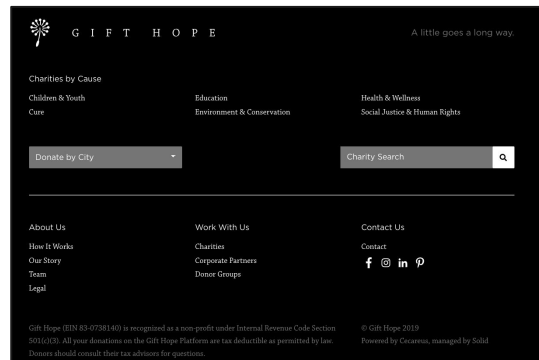 GIFT HOPE
A little goes a long way.
Charities by Cause
Children & Youth
Education
Health & Wellness
Cure
Environment & Conservation
Social Justice & Human Rights
Donate by City
Charity Search
About Us
Work With Us
Contact Us
How It Works
Charities
Contact
Our Story
Corporate Partners
Team
Donor Groups
Legal
Gift Hope (EIN 83-0738140) is recognized as a non-profit under Internal Revenue Code Section
501(c)(3). All your donations on the Gift Hope Platform are tax deductible as permitted by law.
Donors should consult their tax advisors for questions.
© Gift Hope 2019
Powered by Cecareus, managed by Solid